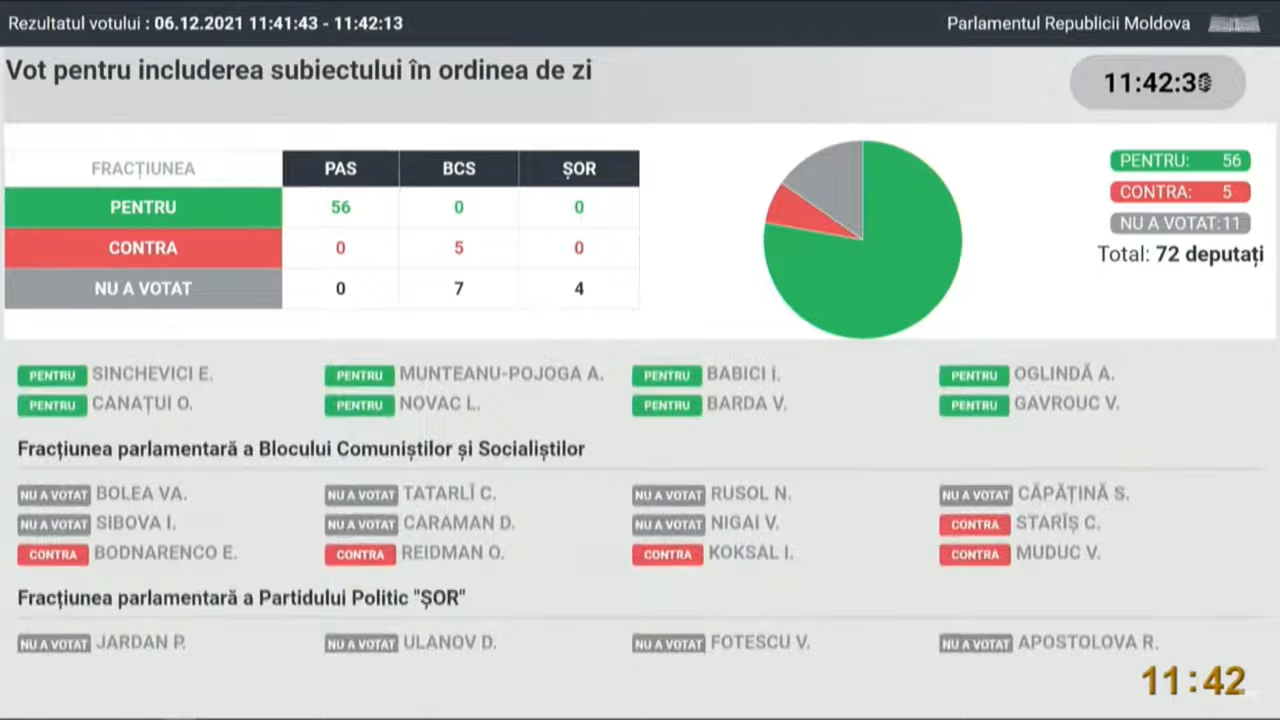 Rezultatul votului : 06.12.2021 11:41:43 - 11:42:13
Parlamentul Republicii Moldova
Vot pentru includerea subiectului în ordinea de zi
11:42:3
FRACȚIUNEA PAS BCS ȘOR
PENTRU 56 0 0
CONTRA 0 5 0
NU A VOTAT 0 7 4
PENTRU: 56
CONTRA: 5
NU A VOTAT: 11
Total: 72 deputați
PENTRU SINCHEVICI E. PENTRU MUNTEANU-POJOGA A. PENTRU BABICI I. PENTRU OGLINDĂ A.
PENTRU CANAȚUI O. PENTRU NOVAC L. PENTRU BARDA V. PENTRU GAVROUC V.
Fracțiunea parlamentară a Blocului Comuniștilor și Socialiștilor
NU A VOTAT BOLEA VA. NU A VOTAT TATARLÎ C. NU A VOTAT RUSOL N. NU A VOTAT CĂPĂȚINĂ S.
NU A VOTAT SIBOVA I. NU A VOTAT CARAMAN D. NU A VOTAT NIGAI V. CONTRA STARÎȘ C.
CONTRA BODNARENCO E. CONTRA REIDMAN O. CONTRA KOKSAL I. CONTRA MUDUC V.
Fracțiunea parlamentară a Partidului Politic "ȘOR"
NU A VOTAT JARDAN P. NU A VOTAT ULANOV D. NU A VOTAT FOTESCU V. NU A VOTAT APOSTOLOVA R.
11:42